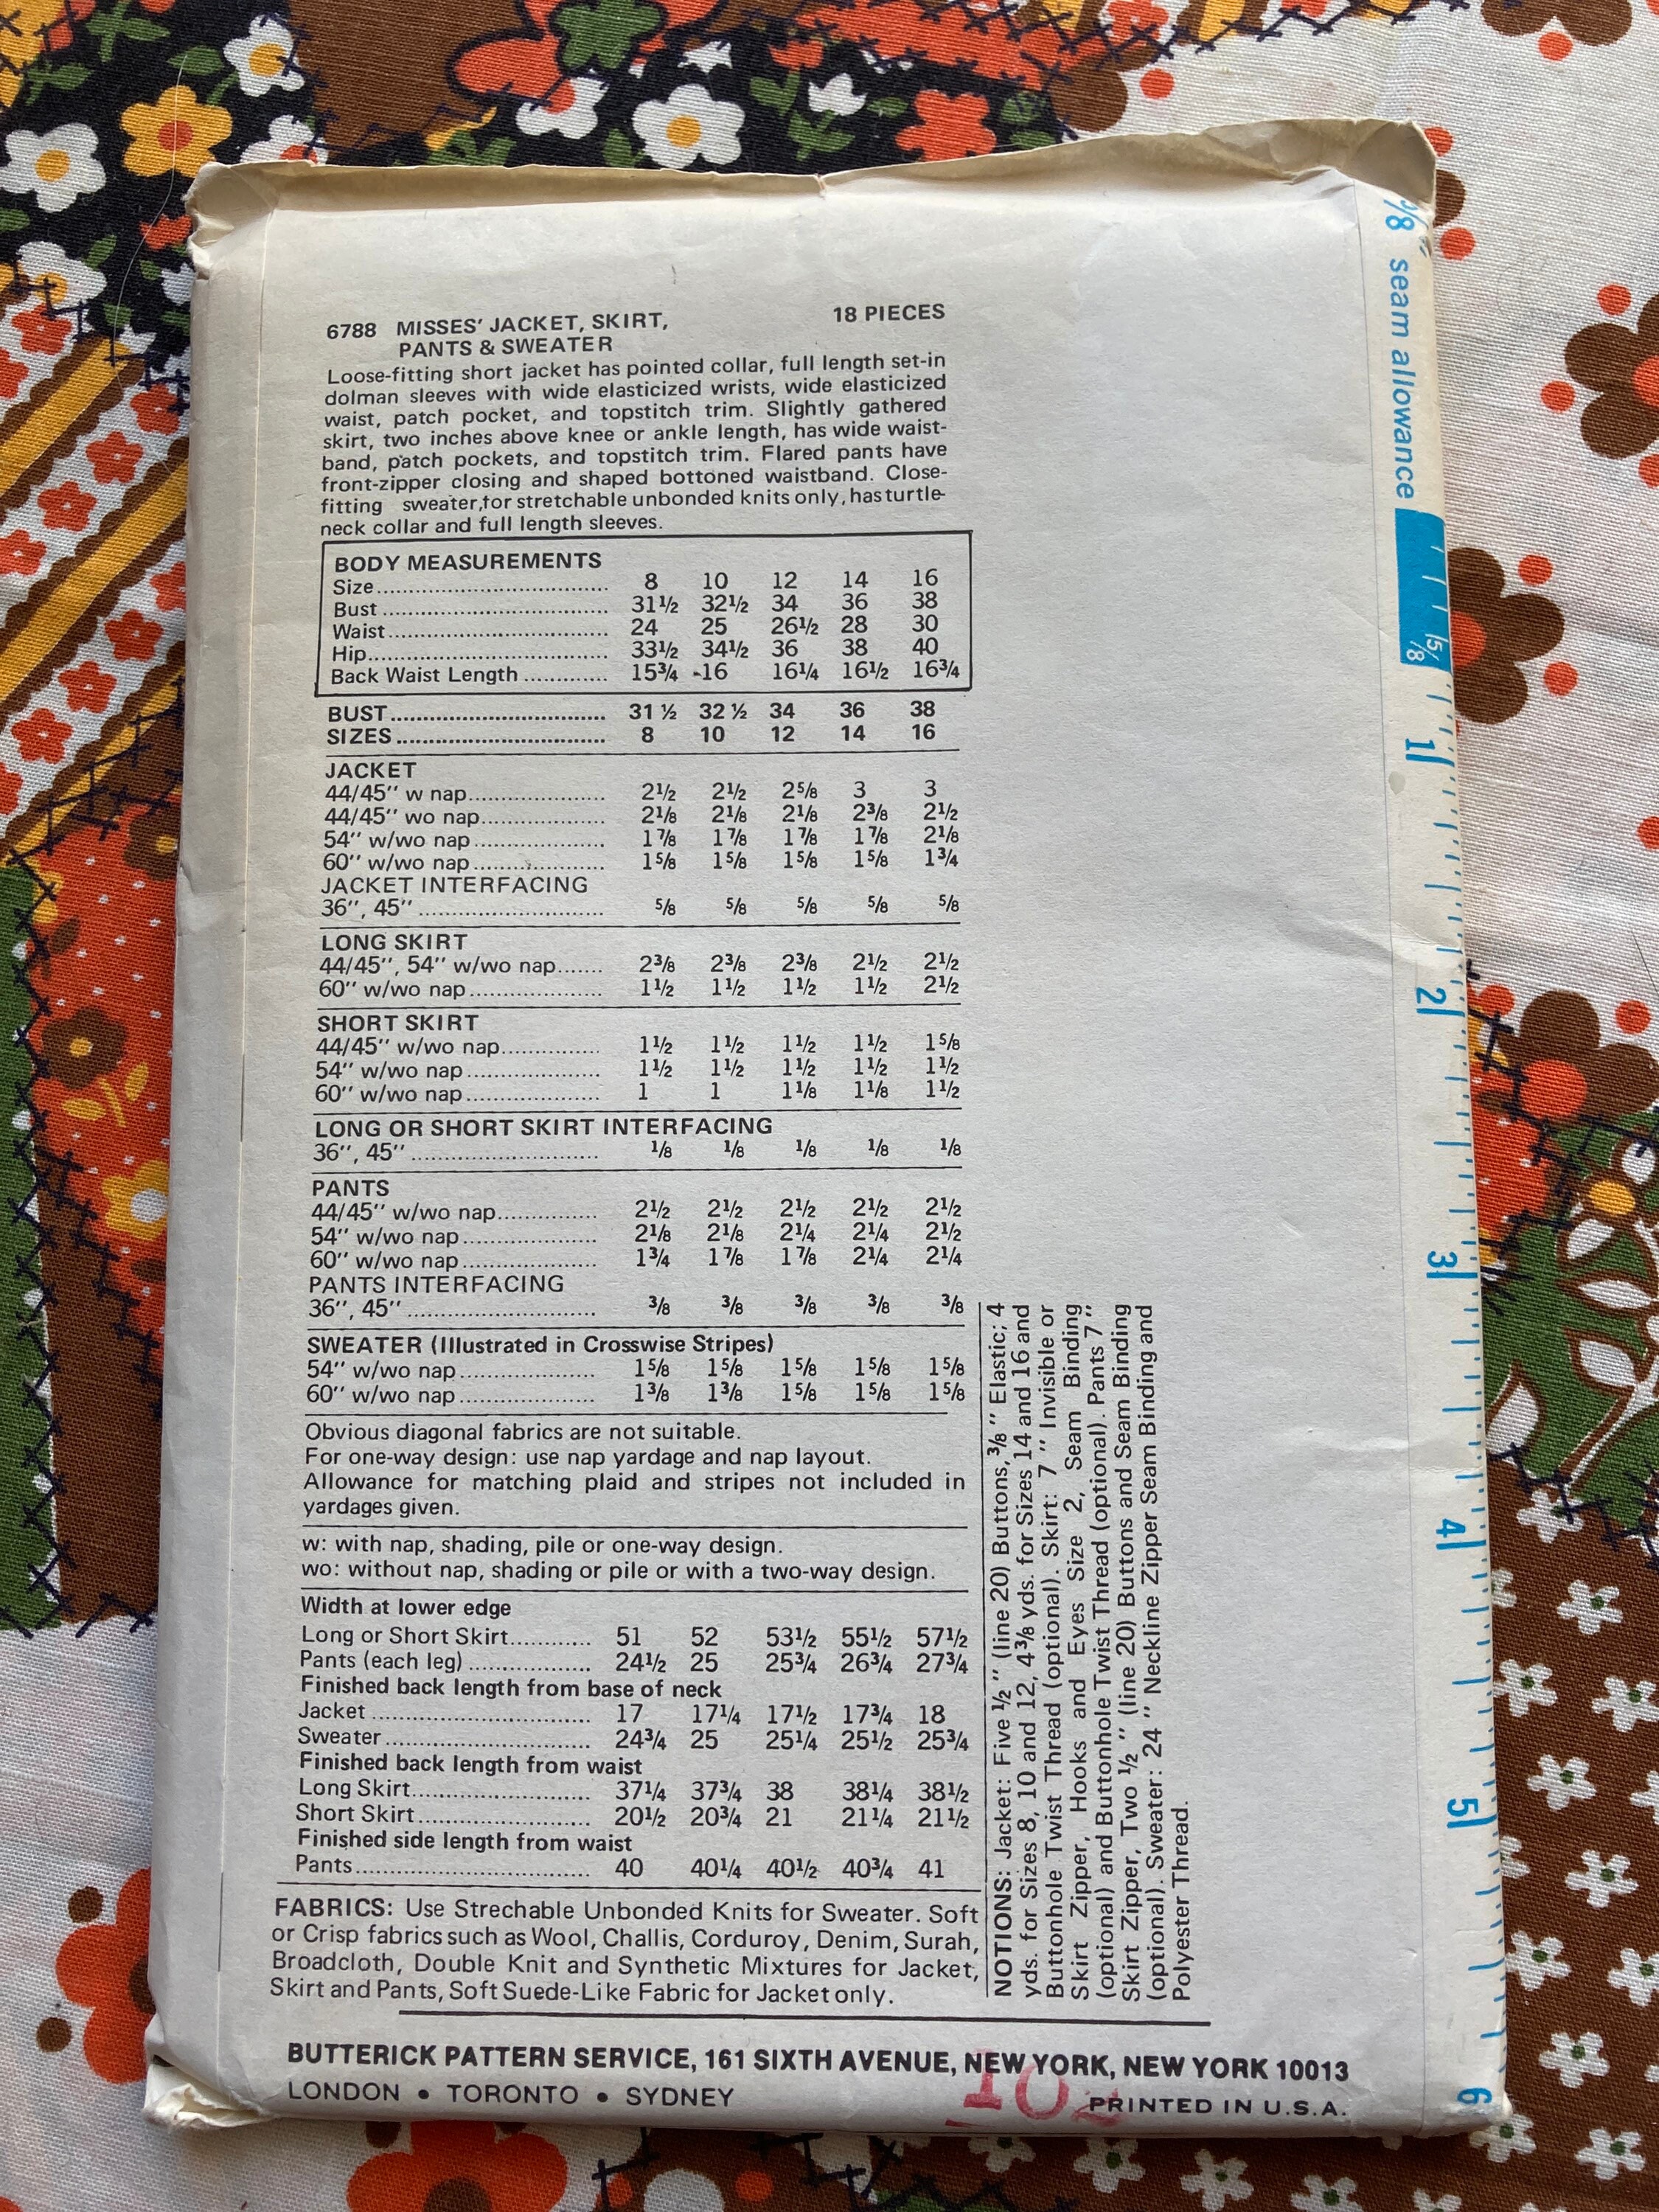 6788 MISSES' JACKET, SKIRT, 18 PIECES
PANTS & SWEATER
Loose-fitting short jacket has pointed collar, full length set-in
dolman sleeves with wide elasticized wrists, wide elasticized
waist, patch pocket, and topstitch trim. Slightly gathered
skirt, two inches above knee or ankle length, has wide waist-
band, patch pockets, and topstitch trim. Flared pants have
front-zipper closing and shaped bottoned waistband. Close-
fitting sweater,for stretchable unbonded knits only, has turtle-
neck collar and full length sleeves.
BODY MEASUREMENTS
Size.................................. 8 10 12 14 16
Bust ................................. 31½ 32½ 34 36 38
Waist................................ 24 25 26½ 28 30
Hip................................... 33½ 34½ 36 38 40
Back Waist Length ............ 15¾ -16 16¼ 16½ 16¾
BUST............................... 31 ½ 32 ½ 34 36 38
SIZES.............................. 8 10 12 14 16
JACKET
44/45" w nap.................... 2½ 2½ 2⅝ 3 3
44/45" wo nap.................. 2⅛ 2⅛ 2⅛ 2⅜ 2½
54" w/wo nap................... 1⅞ 1⅞ 1⅞ 1⅞ 2⅛
60" w/wo nap................... 1⅝ 1⅝ 1⅝ 1⅝ 1¾
JACKET INTERFACING
36", 45" ........................... ⅝ ⅝ ⅝ ⅝ ⅝
LONG SKIRT
44/45", 54" w/wo nap....... 2⅜ 2⅜ 2⅜ 2½ 2½
60" w/wo nap................... 1½ 1½ 1½ 1½ 2½
SHORT SKIRT
44/45" w/wo nap.............. 1½ 1½ 1½ 1½ 1⅝
54" w/wo nap................... 1½ 1½ 1½ 1½ 1½
60" w/wo nap................... 1 1 1⅛ 1⅛ 1½
LONG OR SHORT SKIRT INTERFACING
36", 45" ........................... ⅛ ⅛ ⅛ ⅛ ⅛
PANTS
44/45" w/wo nap.............. 2½ 2½ 2½ 2½ 2½
54" w/wo nap................... 2⅛ 2⅛ 2¼ 2¼ 2½
60" w/wo nap................... 1¾ 1⅞ 1⅞ 2¼ 2¼
PANTS INTERFACING
36", 45" ........................... ⅜ ⅜ ⅜ ⅜ ⅜
SWEATER (Illustrated in Crosswise Stripes)
54" w/wo nap................... 1⅝ 1⅝ 1⅝ 1⅝ 1⅝
60" w/wo nap................... 1⅜ 1⅜ 1⅝ 1⅝ 1⅝
Obvious diagonal fabrics are not suitable.
For one-way design: use nap yardage and nap layout.
Allowance for matching plaid and stripes not included in
yardages given.
w: with nap, shading, pile or one-way design.
wo: without nap, shading or pile or with a two-way design.
Width at lower edge
Long or Short Skirt............ 51 52 53½ 55½ 57½
Pants (each leg) .................. 24½ 25 25¾ 26¾ 27¾
Finished back length from base of neck
Jacket ................................ 17 17¼ 17½ 17¾ 18
Sweater .............................. 24¾ 25 25¼ 25½ 25¾
Finished back length from waist
Long Skirt.......................... 37¼ 37¾ 38 38¼ 38½
Short Skirt......................... 20½ 20¾ 21 21¼ 21½
Finished side length from waist
Pants.................................. 40 40¼ 40½ 40¾ 41
FABRICS: Use Strechable Unbonded Knits for Sweater. Soft
or Crisp fabrics such as Wool, Challis, Corduroy, Denim, Surah,
Broadcloth, Double Knit and Synthetic Mixtures for Jacket,
Skirt and Pants, Soft Suede-Like Fabric for Jacket only.
NOTIONS: Jacket: Five ½" (line 20) Buttons, ⅜" Elastic; 4
yds. for Sizes 8, 10 and 12, 4⅜ yds. for Sizes 14 and 16 and
Buttonhole Twist Thread (optional). Skirt: 7" Invisible or
Skirt Zipper, Hooks and Eyes Size 2, Seam Binding
(optional) and Buttonhole Twist Thread (optional). Pants 7"
Skirt Zipper, Two ½" (line 20) Buttons and Seam Binding
(optional). Sweater: 24" Neckline Zipper Seam Binding and
Polyester Thread.
BUTTERICK PATTERN SERVICE, 161 SIXTH AVENUE, NEW YORK, NEW YORK 10013
LONDON • TORONTO • SYDNEY PRINTED IN U.S.A.
102
seam allowance
⅝
1
2
3
4
5
6